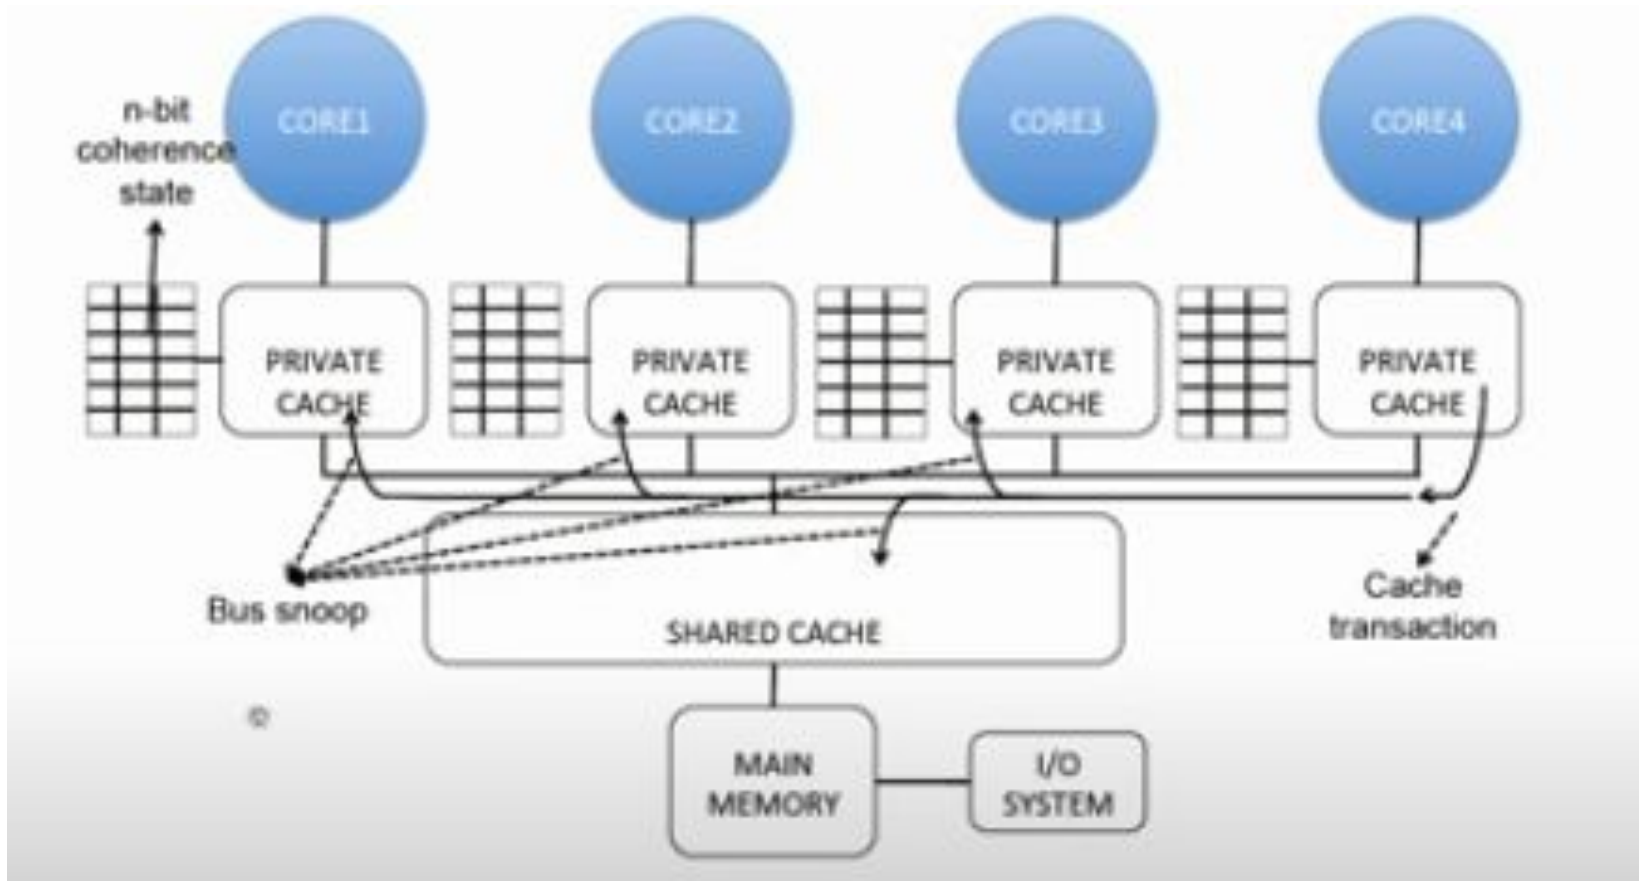 CORE1
CORE2
CORE3
CORE4
n-bit
coherence
state
PRIVATE
CACHE
PRIVATE
CACHE
PRIVATE
CACHE
PRIVATE
CACHE
Bus snoop
Cache
transaction
SHARED CACHE
©
MAIN
MEMORY
I/O
SYSTEM